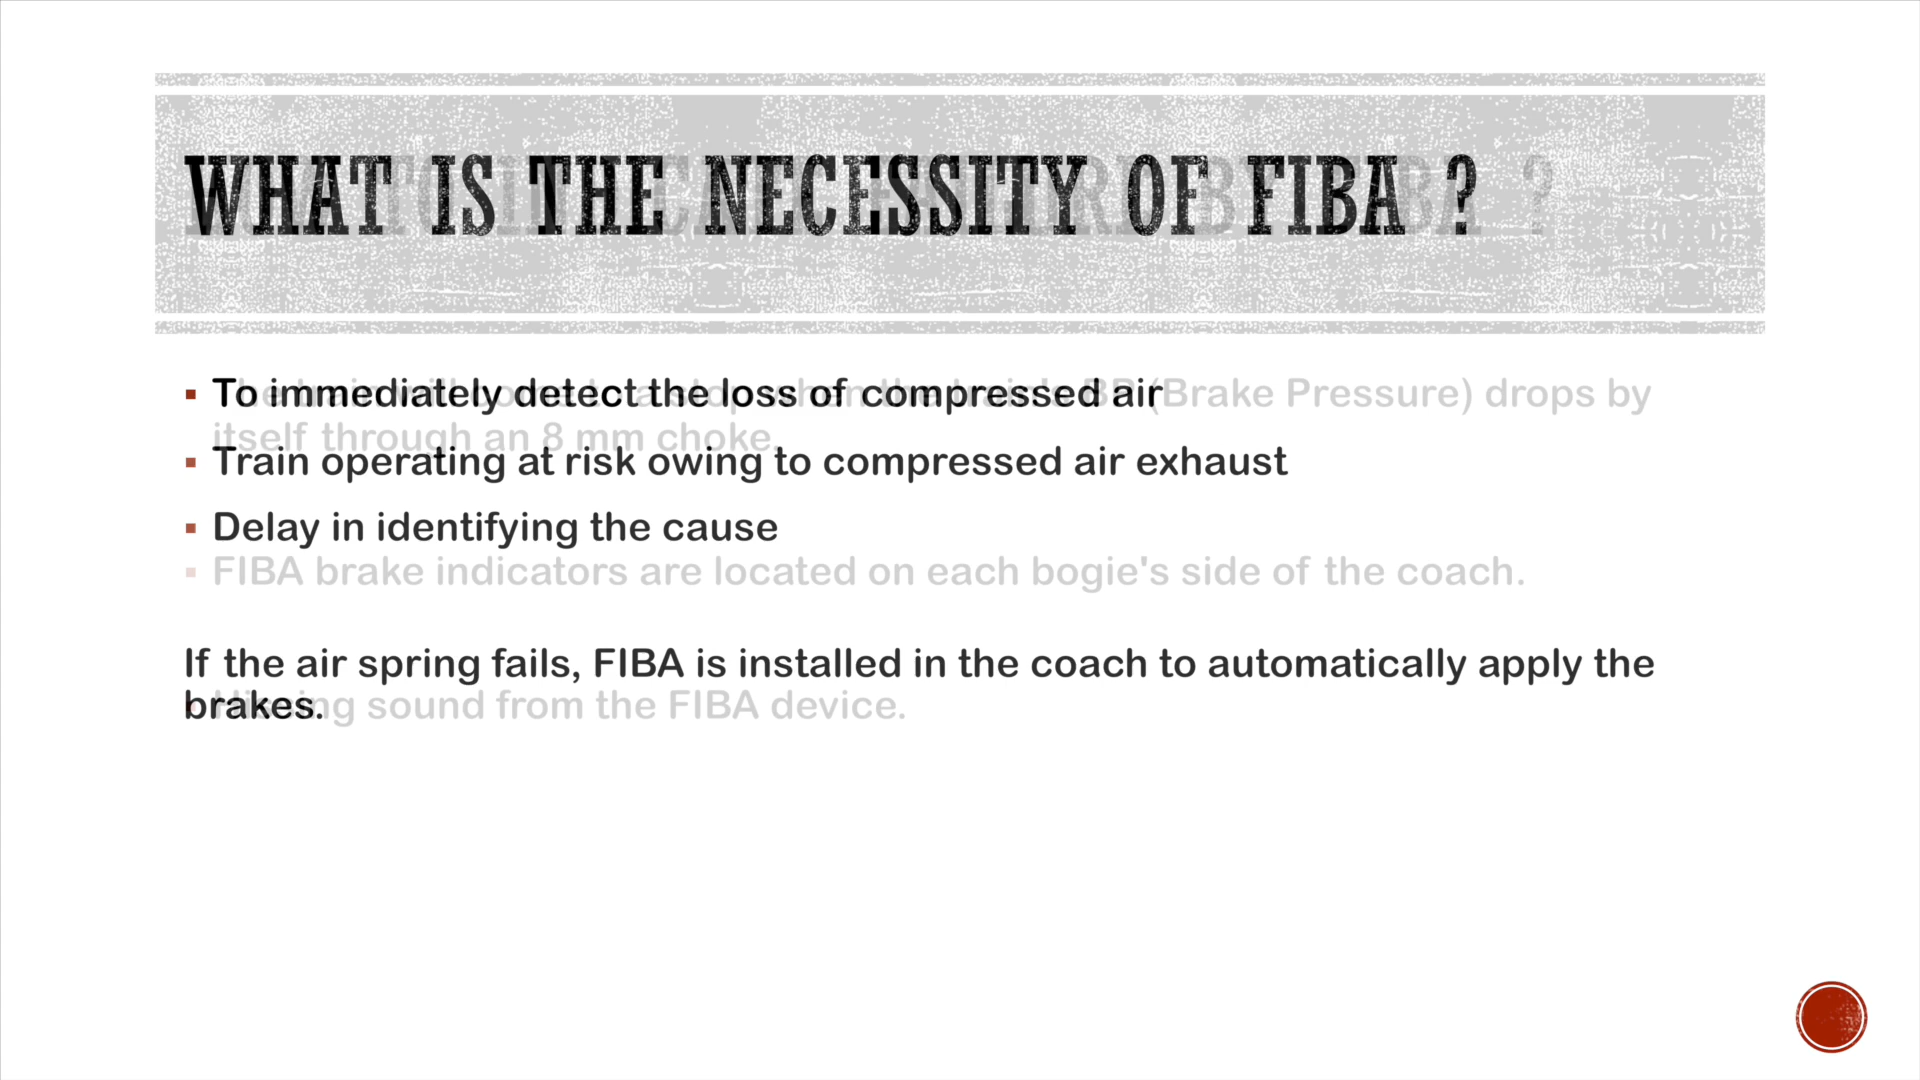 WHAT IS THE NECESSITY OF FIBA ?
To immediately detect the loss of compressed air
(Brake Pressure) drops by
itself through an 8 mm choke.
Train operating at risk owing to compressed air exhaust
Delay in identifying the cause
FIBA brake indicators are located on each bogie's side of the coach.
If the air spring fails, FIBA is installed in the coach to automatically apply the
brakes.
sound from the FIBA device.